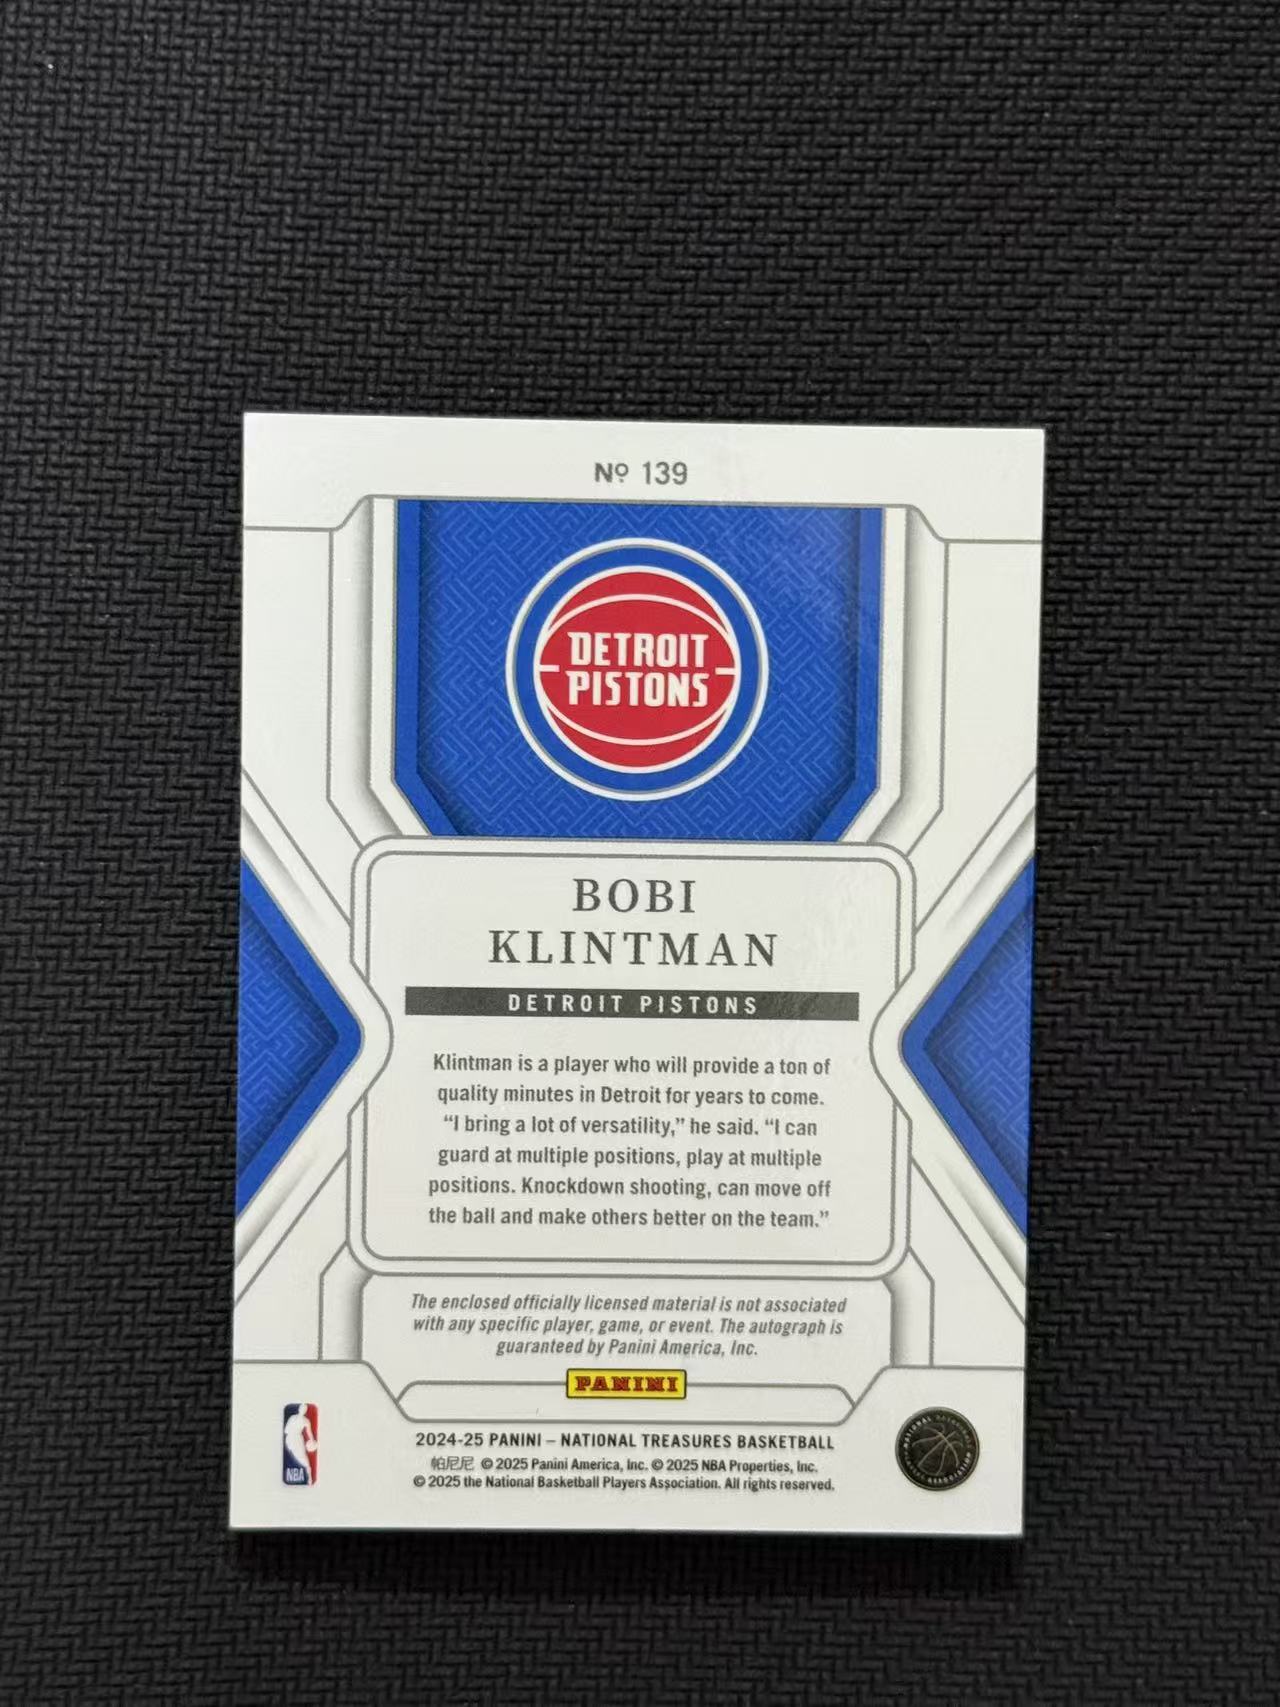 Nº 139
DETROIT
PISTONS
BOBI
KLINTMAN
DETROIT PISTONS
Klintman is a player who will provide a ton of
quality minutes in Detroit for years to come.
“I bring a lot of versatility,” he said. “I can
guard at multiple positions, play at multiple
positions. Knockdown shooting, can move off
the ball and make others better on the team.”
The enclosed officially licensed material is not associated
with any specific player, game, or event. The autograph is
guaranteed by Panini America, Inc.
PANINI
NBA
2024-25 PANINI – NATIONAL TREASURES BASKETBALL
帕尼尼 © 2025 Panini America, Inc. © 2025 NBA Properties, Inc.
© 2025 the National Basketball Players Association. All rights reserved.
NATIONAL BASKETBALL
PLAYERS ASSOCIATION